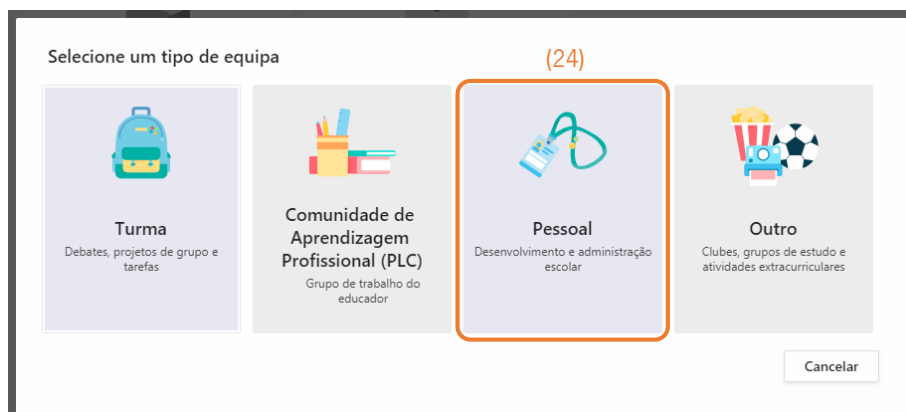 Selecione um tipo de equipa
(24)
Turma
Debates, projetos de grupo e
tarefas
Comunidade de
Aprendizagem
Profissional (PLC)
Grupo de trabalho do
educador
Pessoal
Desenvolvimento e administração
escolar
Outro
Clubes, grupos de estudo e
atividades extracurriculares
Cancelar